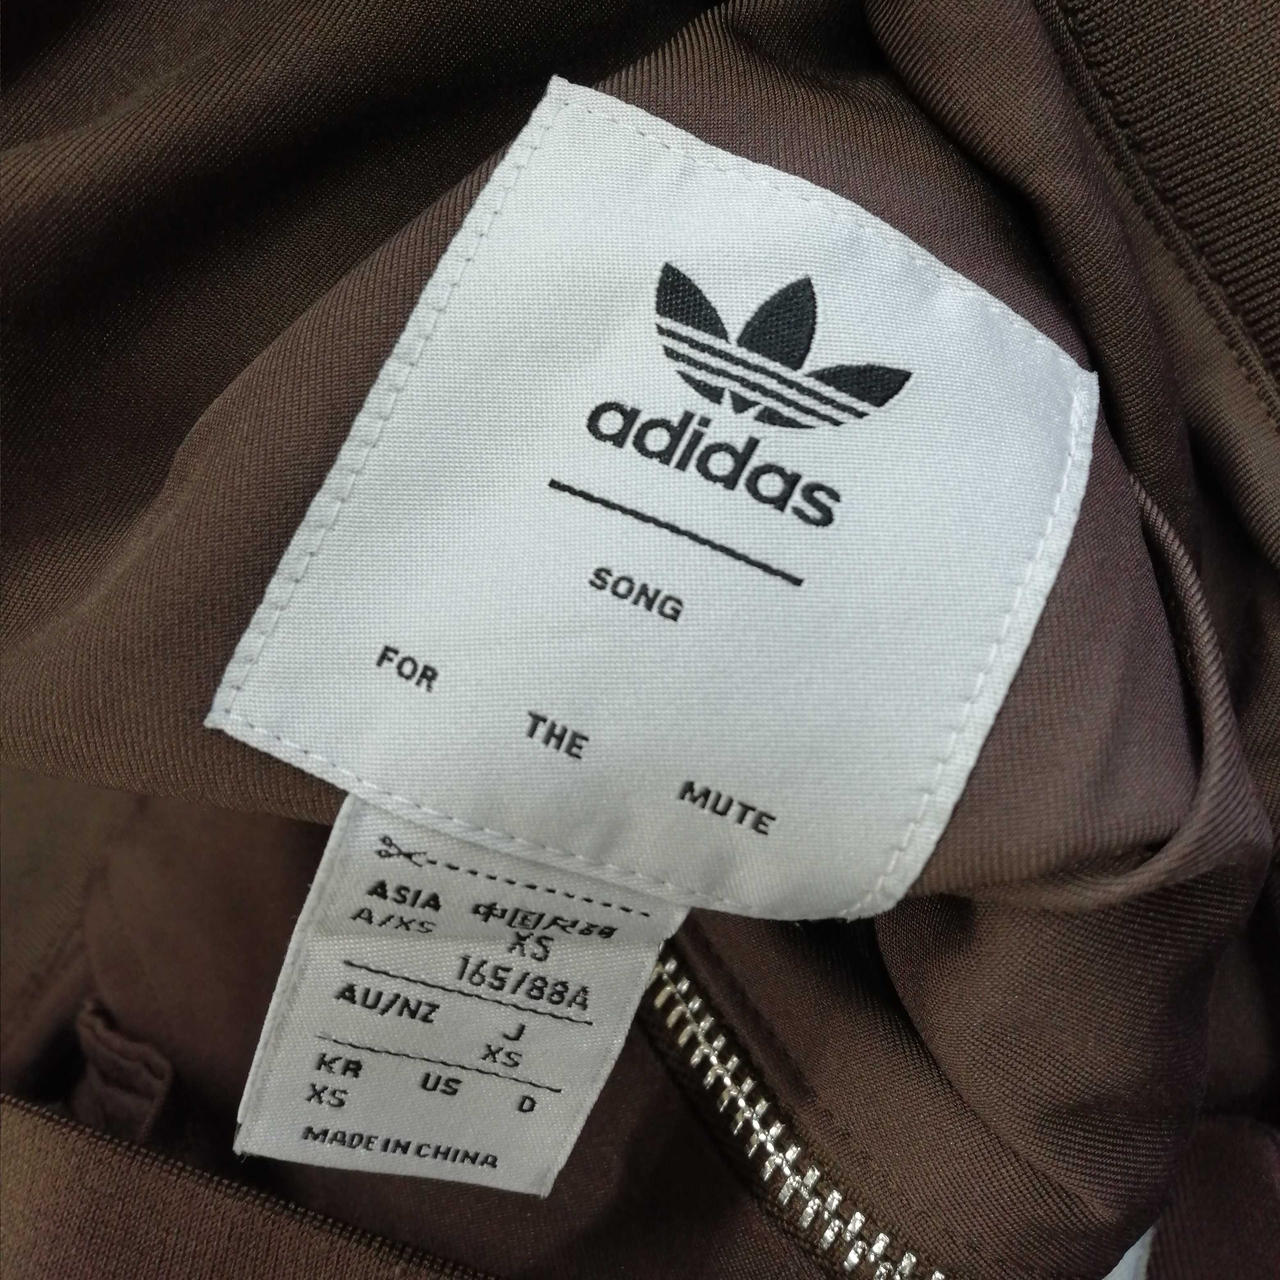 adidas
SONG
FOR THE MUTE
ASIA 中国尺码
A/XS XS
165/88A
AU/NZ J
XS
KR US D
XS
MADE IN CHINA